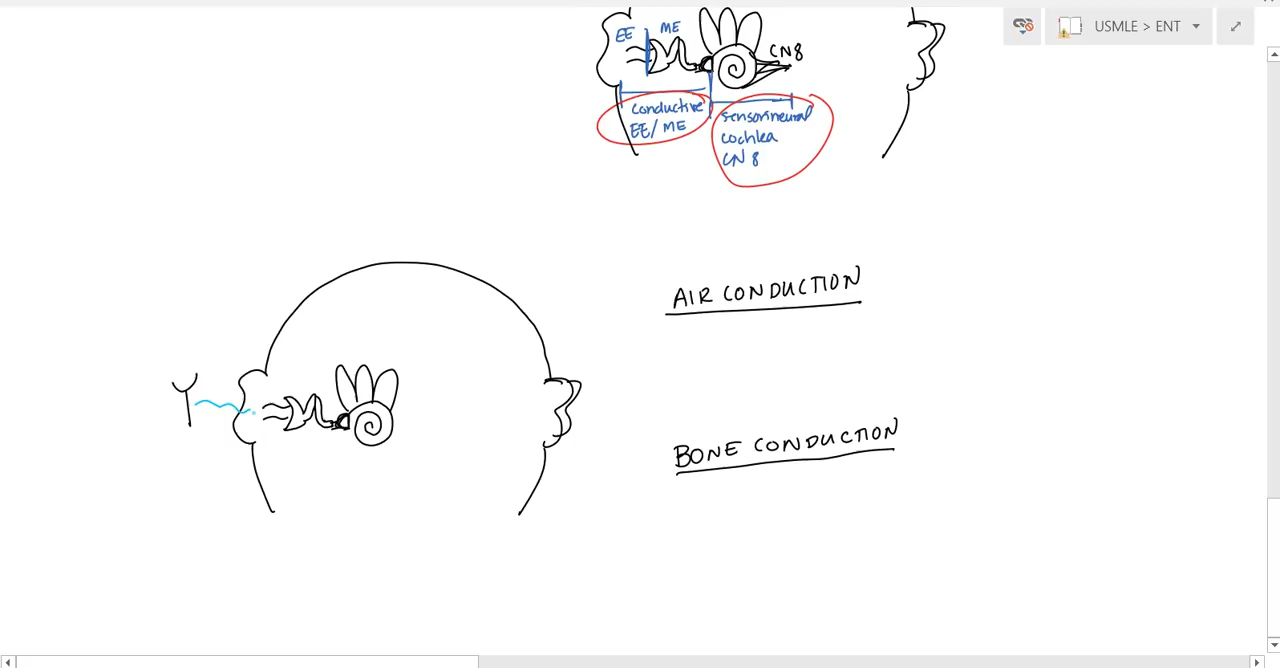 USMLE > ENT
EE
ME
CN8
conductive
EE/ME
sensorineural
cochlea
CN 8
AIR CONDUCTION
BONE CONDUCTION